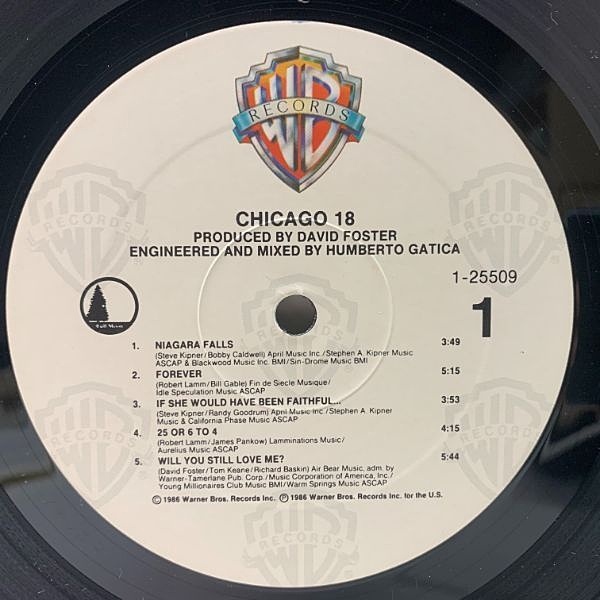 WB
RECORDS
CHICAGO 18
PRODUCED BY DAVID FOSTER
ENGINEERED AND MIXED BY HUMBERTO GATICA
1-25509
1
Full Moon
1. NIAGARA FALLS 3:49
(Steve Kipner/Bobby Caldwell) April Music Inc./Stephen A. Kipner Music
ASCAP & Blackwood Music Inc. BMI/Sin-Drome Music BMI
2. FOREVER 5:15
(Robert Lamm/Bill Gable) Fin de Siecle Musique/
Idle Speculation Music ASCAP
3. IF SHE WOULD HAVE BEEN FAITHFUL... 3:53
(Steve Kipner/Randy Goodrum) April Music Inc./Stephen A. Kipner
Music & California Phase Music ASCAP
4. 25 OR 6 TO 4 4:15
(Robert Lamm/James Pankow) Lamminations Music/
Aurelius Music ASCAP
5. WILL YOU STILL LOVE ME? 5:44
(David Foster/Tom Keane/Richard Baskin) Air Bear Music, adm. by
Warner-Tamerlane Pub. Corp./Music Corporation of America, Inc./
Young Millionaires Club Music BMI/Warm Springs Music ASCAP
© 1986 Warner Bros. Records Inc. ℗ 1986 Warner Bros. Records Inc. for the U.S.